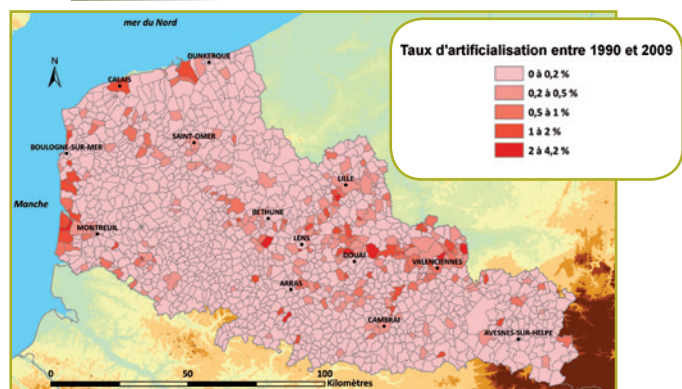 mer du Nord
DUNKERQUE
N
CALAIS
Taux d'artificialisation entre 1990 et 2009
0 à 0,2 %
0,2 à 0,5 %
0,5 à 1 %
1 à 2 %
2 à 4,2 %
SAINT-OMER
BOULOGNE-SUR-MER
LILLE
Manche
BETHUNE
MONTREUIL
LENS
DOUAI
VALENCIENNES
ARRAS
CAMBRAI
AVESNES-SUR-HELPE
0 50 100
Kilomètres